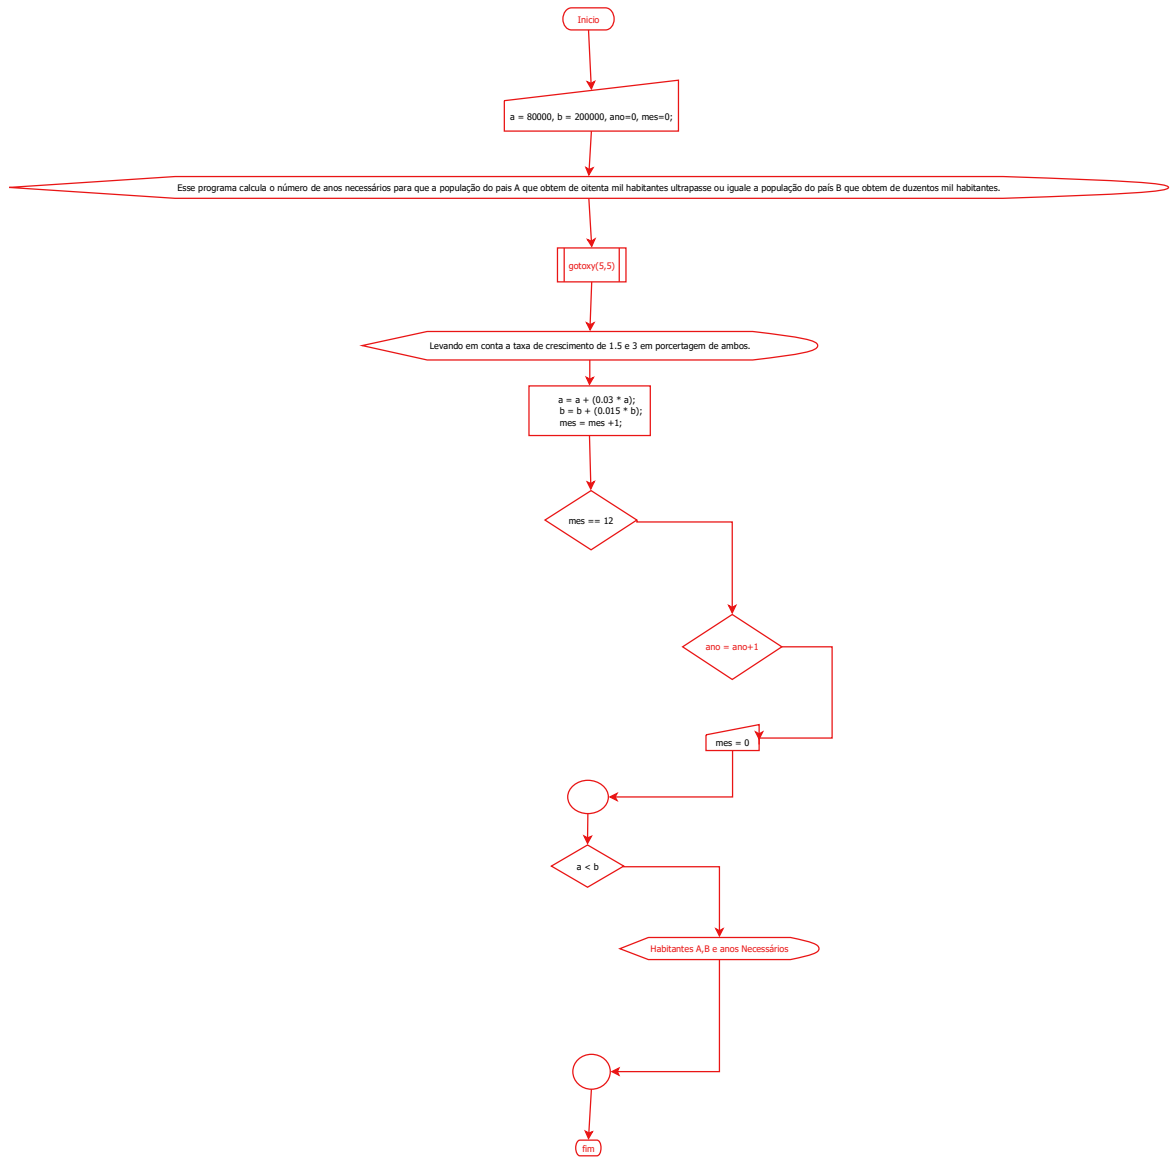 Inicio
a = 80000, b = 200000, ano=0, mes=0;
Esse programa calcula o número de anos necessários para que a população do pais A que obtem de oitenta mil habitantes ultrapasse ou iguale a população do país B que obtem de duzentos mil habitantes.
gotoxy(5,5)
Levando em conta a taxa de crescimento de 1.5 e 3 em porcertagem de ambos.
a = a + (0.03 * a);
b = b + (0.015 * b);
mes = mes +1;
mes == 12
ano = ano+1
mes = 0
a < b
Habitantes A,B e anos Necessários
fim